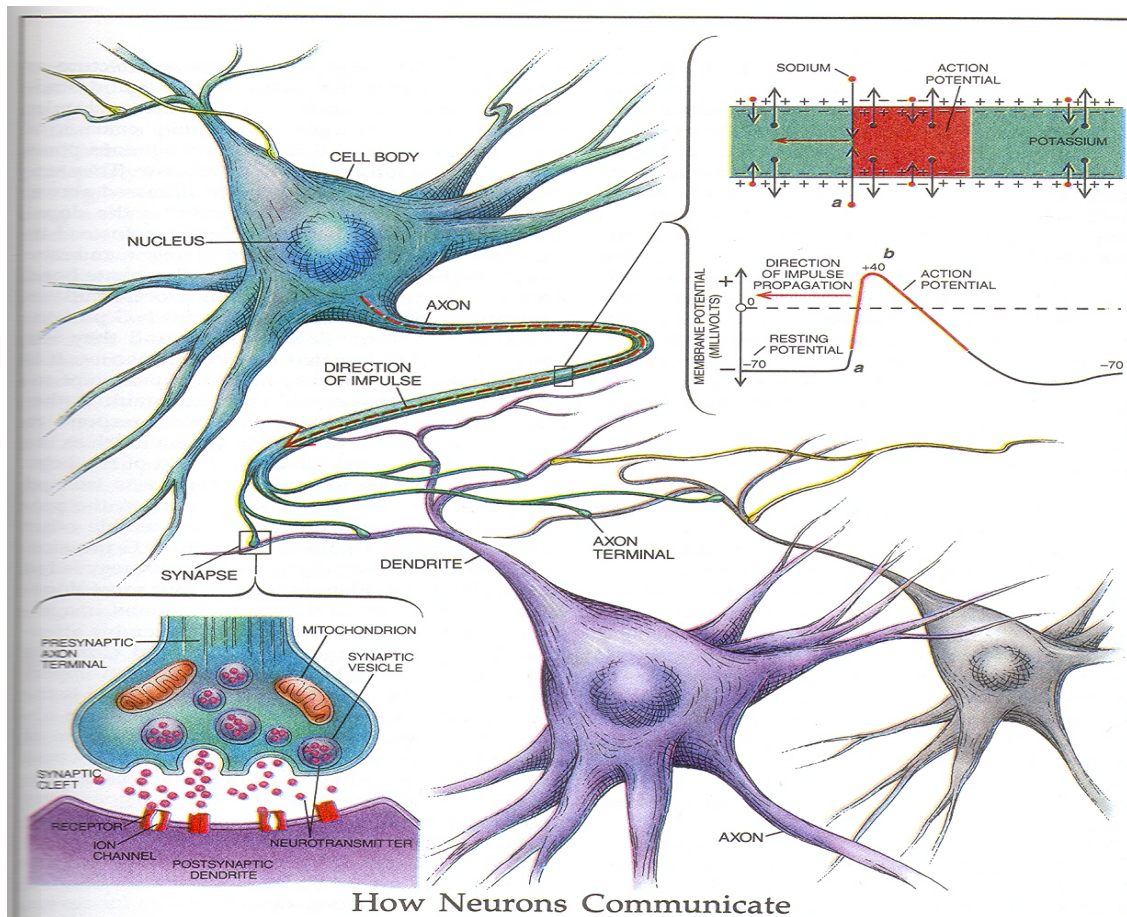 CELL BODY
NUCLEUS
AXON
DIRECTION
OF IMPULSE
SODIUM
ACTION
POTENTIAL
+ + + + + + + + + + + + + + + +
POTASSIUM
a
MEMBRANE POTENTIAL
(MILLIVOLTS)
+
0
−
DIRECTION
OF IMPULSE
PROPAGATION
b
+40
ACTION
POTENTIAL
RESTING
POTENTIAL
−70
a
−70
AXON
TERMINAL
DENDRITE
SYNAPSE
PRESYNAPTIC
AXON
TERMINAL
MITOCHONDRION
SYNAPTIC
VESICLE
SYNAPTIC
CLEFT
RECEPTOR
ION
CHANNEL
NEUROTRANSMITTER
POSTSYNAPTIC
DENDRITE
AXON
How Neurons Communicate